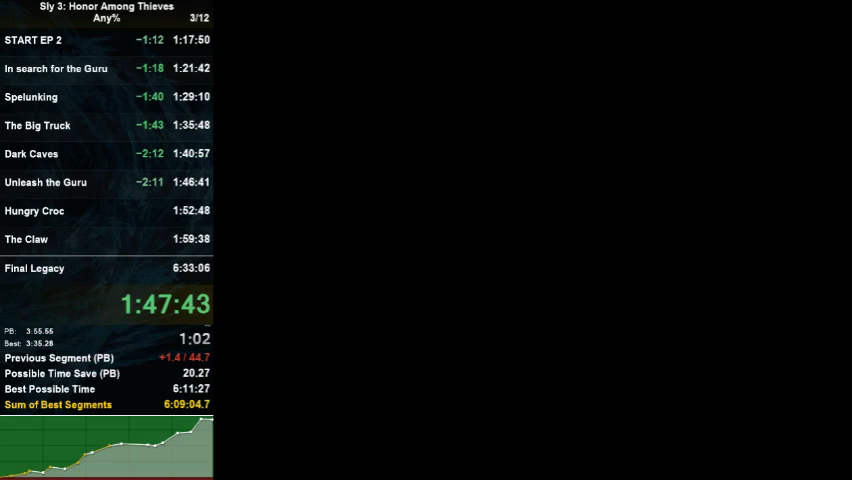 Sly 3: Honor Among Thieves
Any% 3/12
START EP 2 −1:12 1:17:50
In search for the Guru −1:18 1:21:42
Spelunking −1:40 1:29:10
The Big Truck −1:43 1:35:48
Dark Caves −2:12 1:40:57
Unleash the Guru −2:11 1:46:41
Hungry Croc 1:52:48
The Claw 1:59:38
Final Legacy 6:33:06
1:47:43
PB: 3:55.55
Best: 3:35.28 1:02
Previous Segment (PB) +1.4 / 44.7
Possible Time Save (PB) 20.27
Best Possible Time 6:11:27
Sum of Best Segments 6:09:04.7